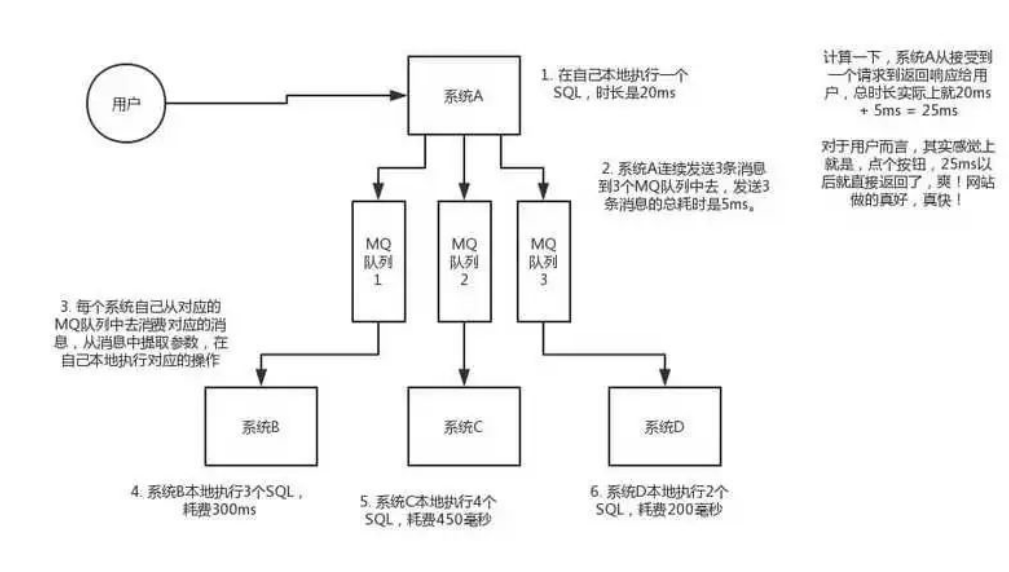 用户
系统A
1. 在自己本地执行一个
SQL，时长是20ms
计算一下，系统A从接受到
一个请求到返回响应给用
户，总时长实际上就20ms
+ 5ms = 25ms
对于用户而言，其实感觉上
就是，点个按钮，25ms以
后就直接返回了，爽！网站
做的真好，真快！
2. 系统A连续发送3条消息
到3个MQ队列中去，发送3
条消息的总耗时是5ms。
MQ
队列
1
MQ
队列
2
MQ
队列
3
3. 每个系统自己从对应的
MQ队列中去消费对应的消
息，从消息中提取参数，在
自己本地执行对应的操作
系统B
系统C
系统D
4. 系统B本地执行3个SQL，
耗费300ms
5. 系统C本地执行4个
SQL，耗费450毫秒
6. 系统D本地执行2个
SQL，耗费200毫秒